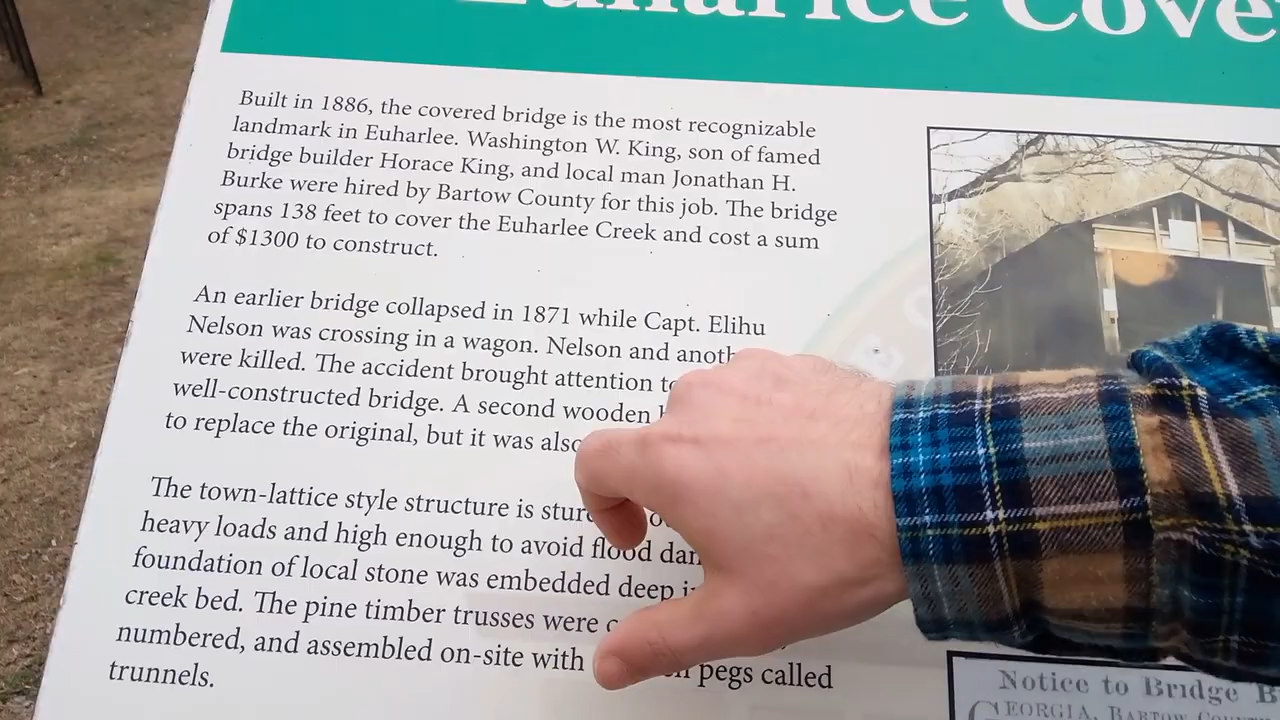 Euharlee Cove
Built in 1886, the covered bridge is the most recognizable
landmark in Euharlee. Washington W. King, son of famed
bridge builder Horace King, and local man Jonathan H.
Burke were hired by Bartow County for this job. The bridge
spans 138 feet to cover the Euharlee Creek and cost a sum
of $1300 to construct.
An earlier bridge collapsed in 1871 while Capt. Elihu
Nelson was crossing in a wagon. Nelson and anoth
were killed. The accident brought attention to
well-constructed bridge. A second wooden
to replace the original, but it was also
The town-lattice style structure is stur
heavy loads and high enough to avoid flood dam
foundation of local stone was embedded deep i
creek bed. The pine timber trusses were c
numbered, and assembled on-site with pegs called
trunnels.
Notice to Bridge B
GEORGIA, BARTOW COUNT